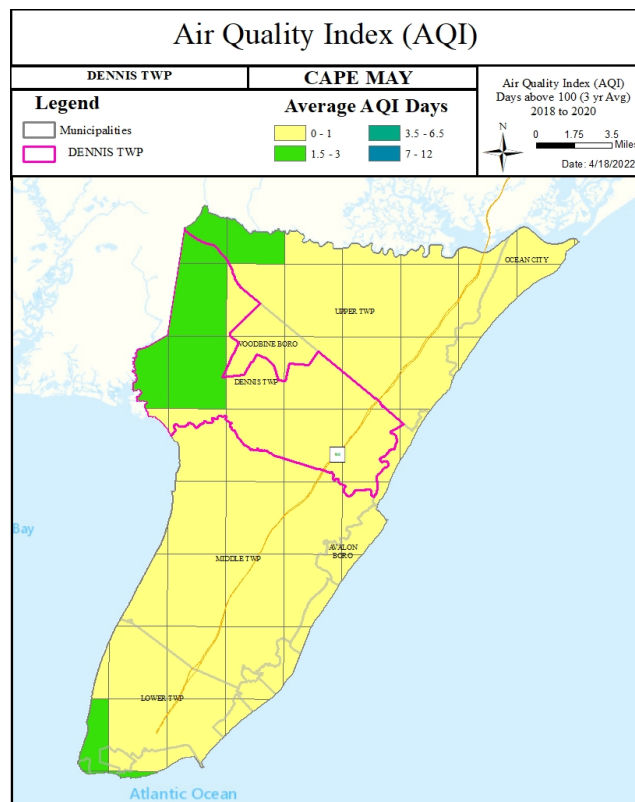 Air Quality Index (AQI)
DENNIS TWP
CAPE MAY
Legend
Municipalities
DENNIS TWP
Average AQI Days
0 - 1
3.5 - 6.5
1.5 - 3
7 - 12
Air Quality Index (AQI)
Days above 100 (3 yr Avg)
2018 to 2020
N
0 1.75 3.5
Miles
Date: 4/18/2022
OCEAN CITY
UPPER TWP
WOODBINE BORO
DENNIS TWP
Bay
AVALON
BORO
MIDDLE TWP
LOWER TWP
Atlantic Ocean